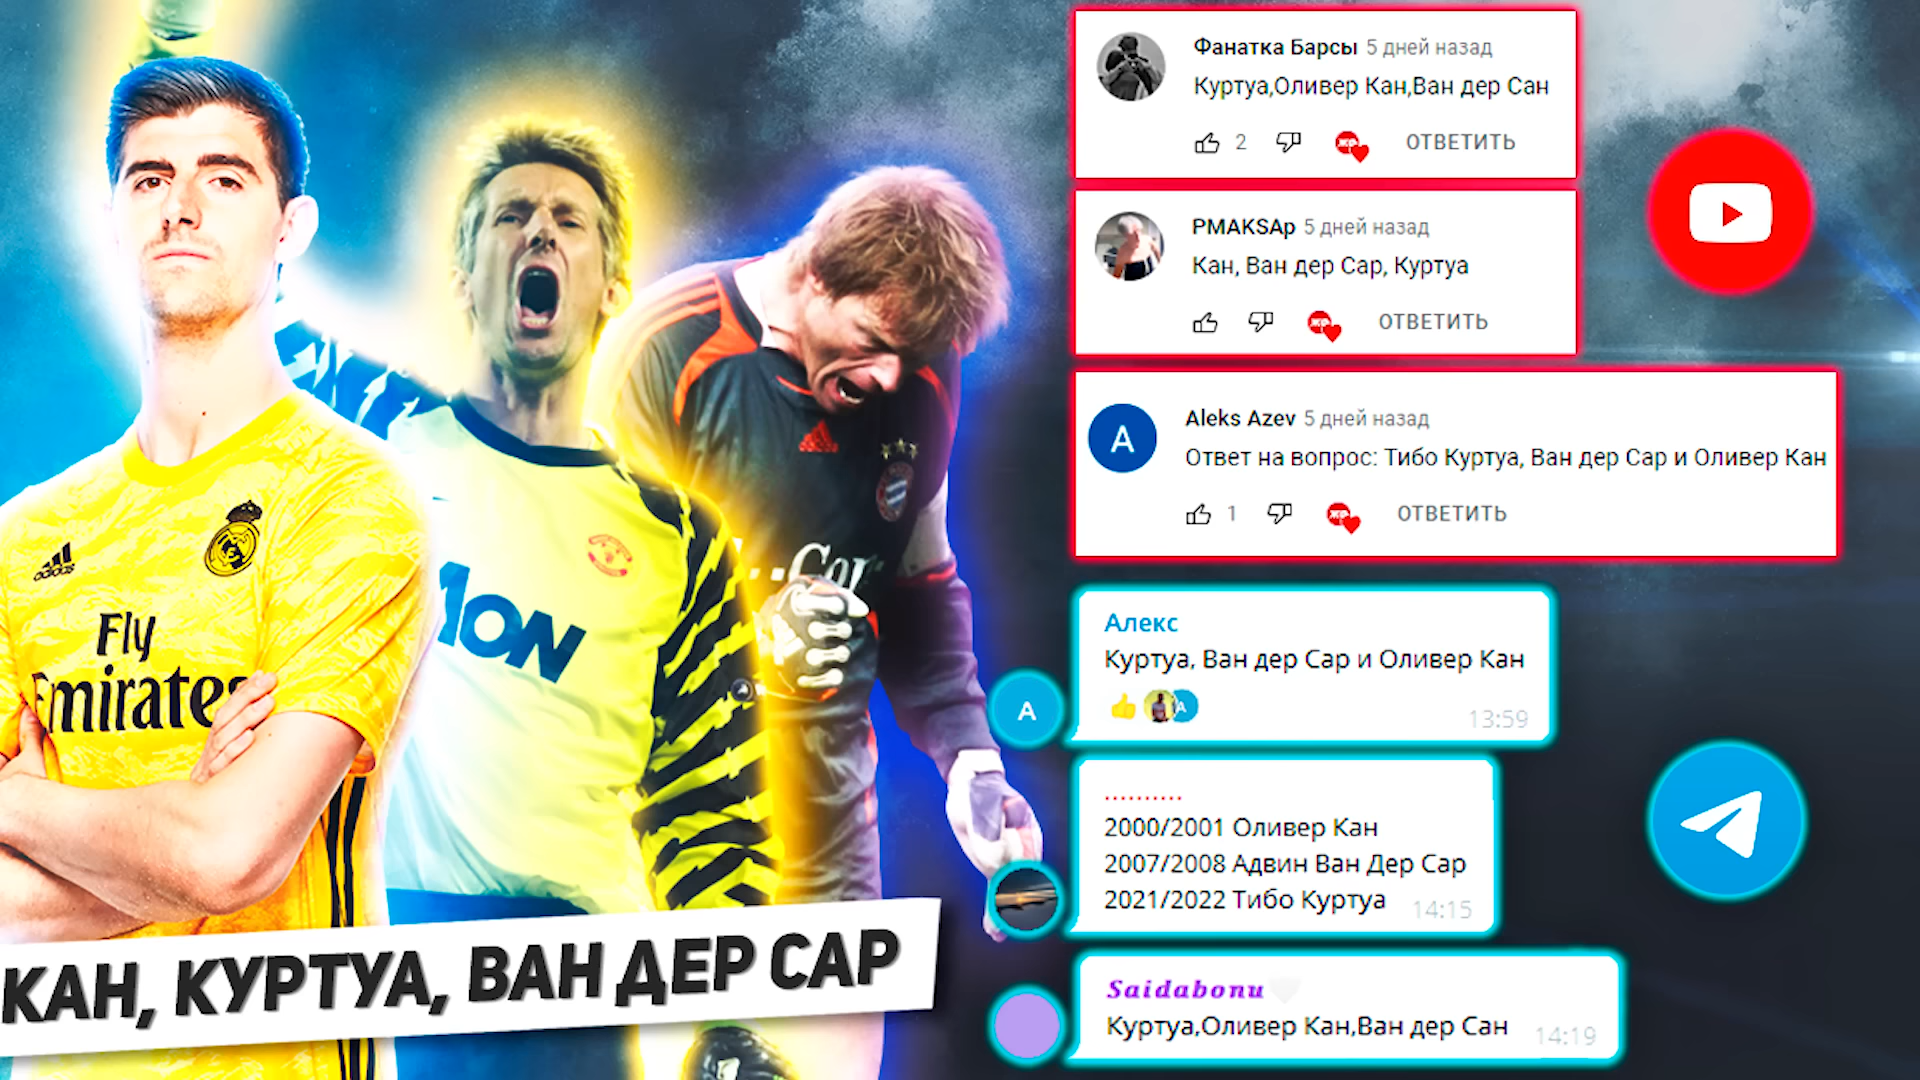 adidas
Fly
Emirates
КАН, КУРТУА, ВАН ДЕР САР
Фанатка Барсы 5 дней назад
Куртуа,Оливер Кан,Ван дер Сан
2
ЖР
ОТВЕТИТЬ
PMAKSAp 5 дней назад
Кан, Ван дер Сар, Куртуа
ЖР
ОТВЕТИТЬ
A
Aleks Azev 5 дней назад
Ответ на вопрос: Тибо Куртуа, Ван дер Сар и Оливер Кан
1
ЖР
ОТВЕТИТЬ
Алекс
Куртуа, Ван дер Сар и Оливер Кан
A
13:59
А
..........
2000/2001 Оливер Кан
2007/2008 Адвин Ван Дер Сар
2021/2022 Тибо Куртуа
14:15
Saidabonu
Куртуа,Оливер Кан,Ван дер Сан
14:19